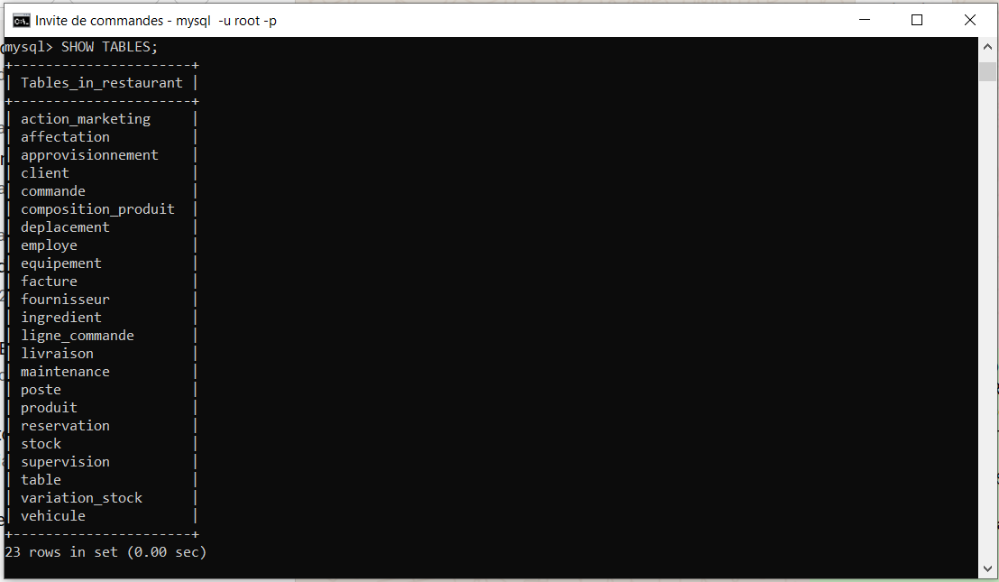 Invite de commandes - mysql  -u root -p
mysql> SHOW TABLES;
+----------------------+
| Tables_in_restaurant |
+----------------------+
| action_marketing     |
| affectation          |
| approvisionnement    |
| client               |
| commande             |
| composition_produit  |
| deplacement          |
| employe              |
| equipement           |
| facture              |
| fournisseur          |
| ingredient           |
| ligne_commande       |
| livraison            |
| maintenance          |
| poste                |
| produit              |
| reservation          |
| stock                |
| supervision          |
| table                |
| variation_stock      |
| vehicule             |
+----------------------+
23 rows in set (0.00 sec)